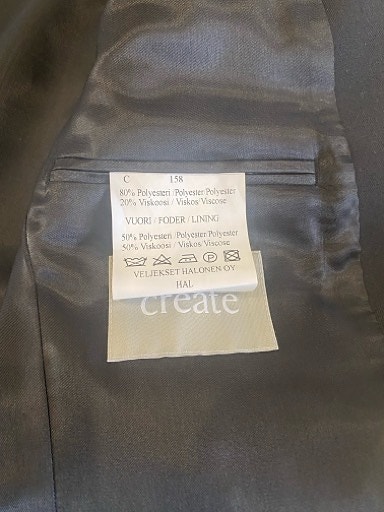 C 158
80% Polyesteri /Polyester/Polyester
20% Viskoosi / Viskos/Viscose
VUORI / FODER / LINING
50% Polyesteri /Polyester/Polyester
50% Viskoosi / Viskos/Viscose
P
VELJEKSET HALONEN OY
HAL
create